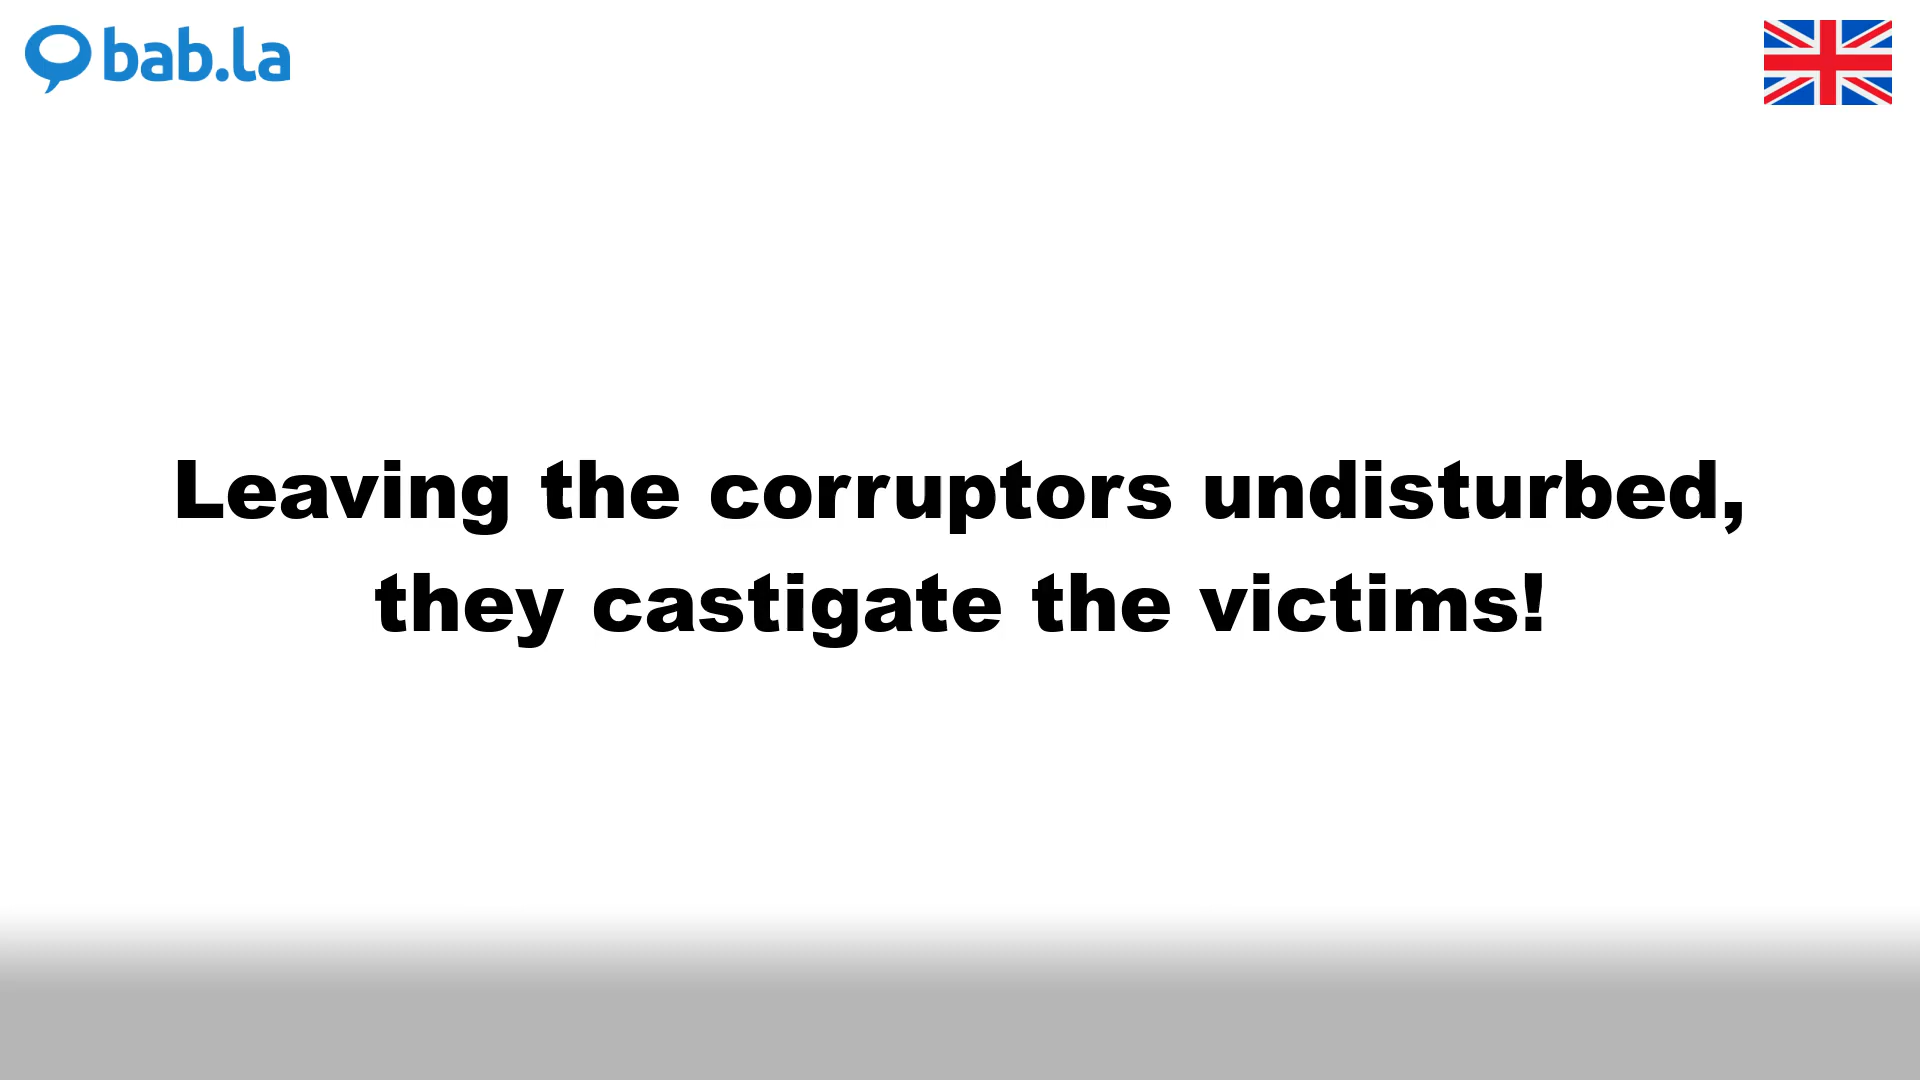 bab.la
Leaving the corruptors undisturbed,
they castigate the victims!